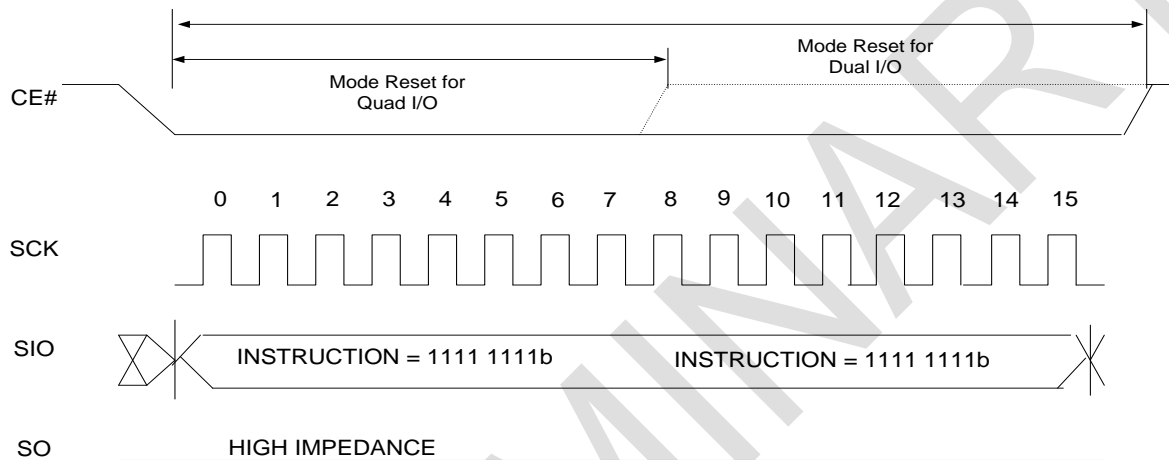 Mode Reset for
Dual I/O
Mode Reset for
Quad I/O
CE#
0 1 2 3 4 5 6 7 8 9 10 11 12 13 14 15
SCK
SIO
INSTRUCTION = 1111 1111b INSTRUCTION = 1111 1111b
SO
HIGH IMPEDANCE
MINAR